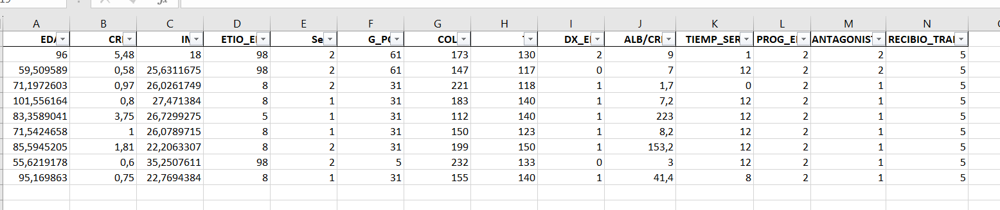 fx
A B C D E F G H I J K L M N
EDA CRE IM ETIO_E Se G_PO COL T DX_E ALB/CR TIEMP_SER PROG_E ANTAGONIST RECIBIO_TRA
96 5,48 18 98 2 61 173 130 2 9 1 2 2 5
59,509589 0,58 25,6311675 98 2 61 147 117 0 7 12 2 2 5
71,1972603 0,97 26,0261749 8 2 31 221 118 1 1,7 0 2 1 5
101,556164 0,8 27,471384 8 1 31 183 140 1 7,2 12 2 1 5
83,3589041 3,75 26,7299275 5 1 31 112 140 1 223 12 2 1 5
71,5424658 1 26,0789715 8 1 31 150 123 1 8,2 12 2 1 5
85,5945205 1,81 22,2063307 8 2 31 199 150 1 153,2 12 2 1 5
55,6219178 0,6 35,2507611 98 2 5 232 133 0 3 12 2 1 5
95,169863 0,75 22,7694384 8 1 31 155 140 1 41,4 8 2 1 5